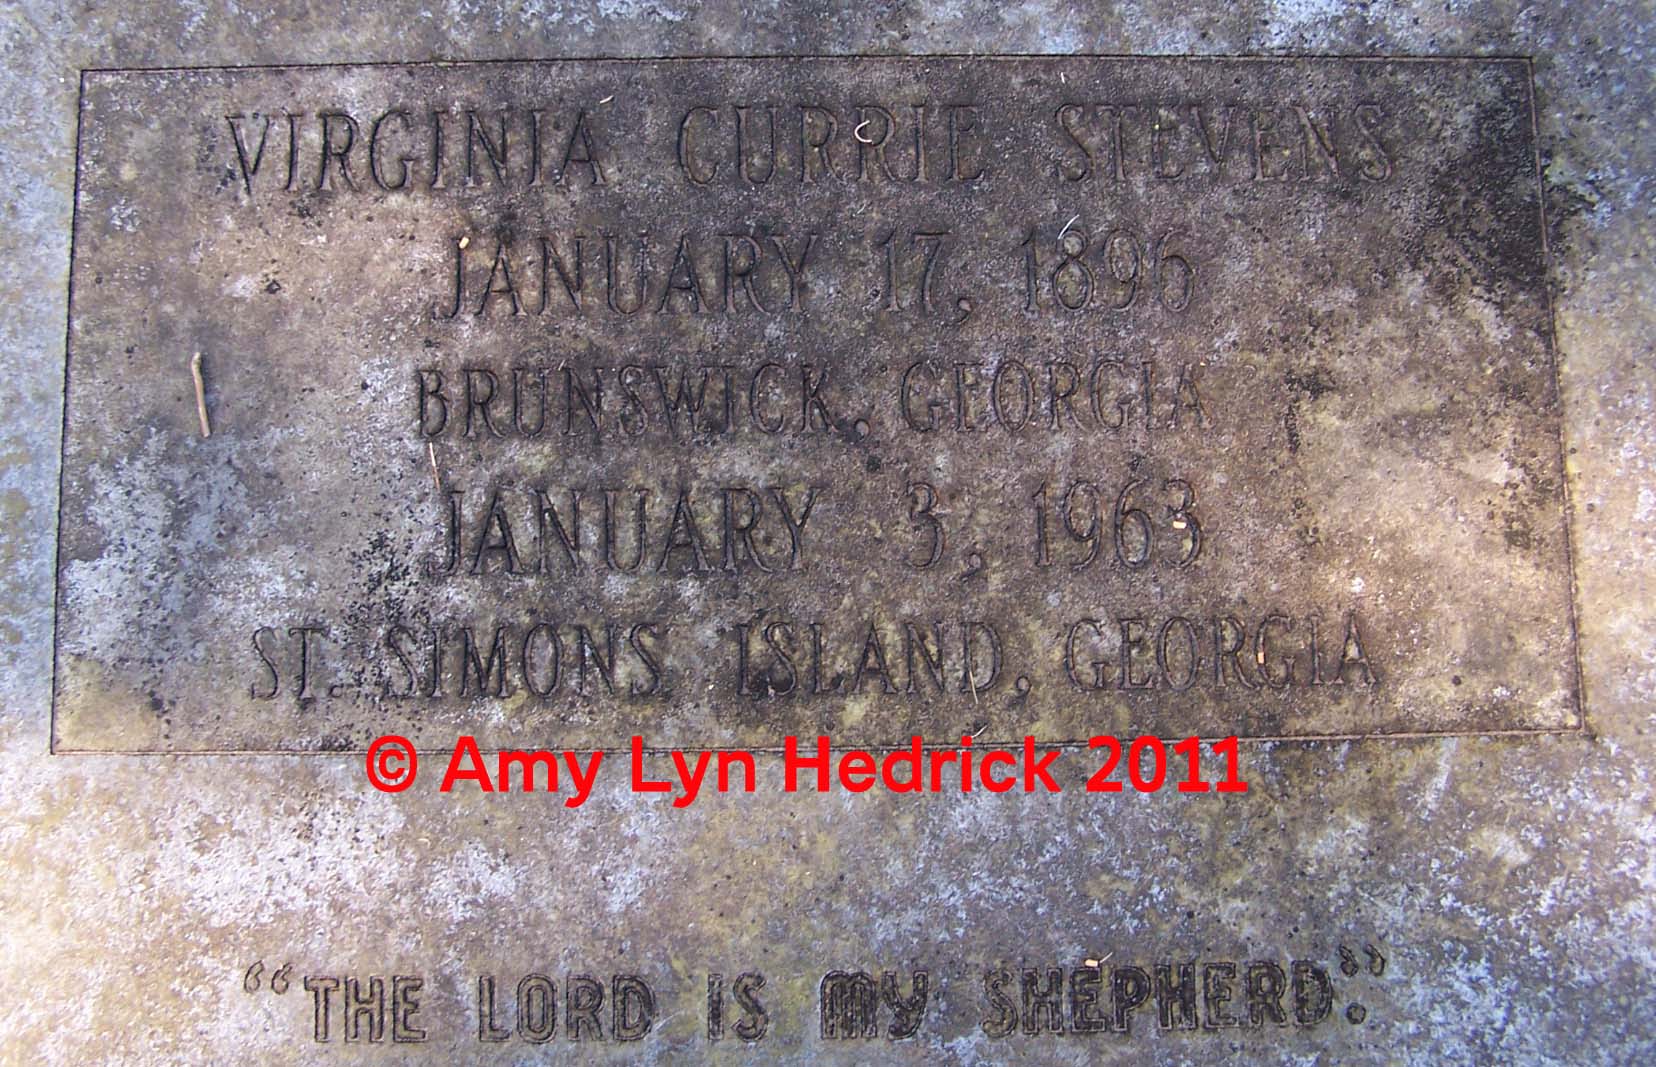 VIRGINIA CURRIE STEVENS
JANUARY 17, 1896
BRUNSWICK, GEORGIA
JANUARY 3, 1963
ST. SIMONS ISLAND, GEORGIA
© Amy Lyn Hedrick 2011
“THE LORD IS MY SHEPHERD.”